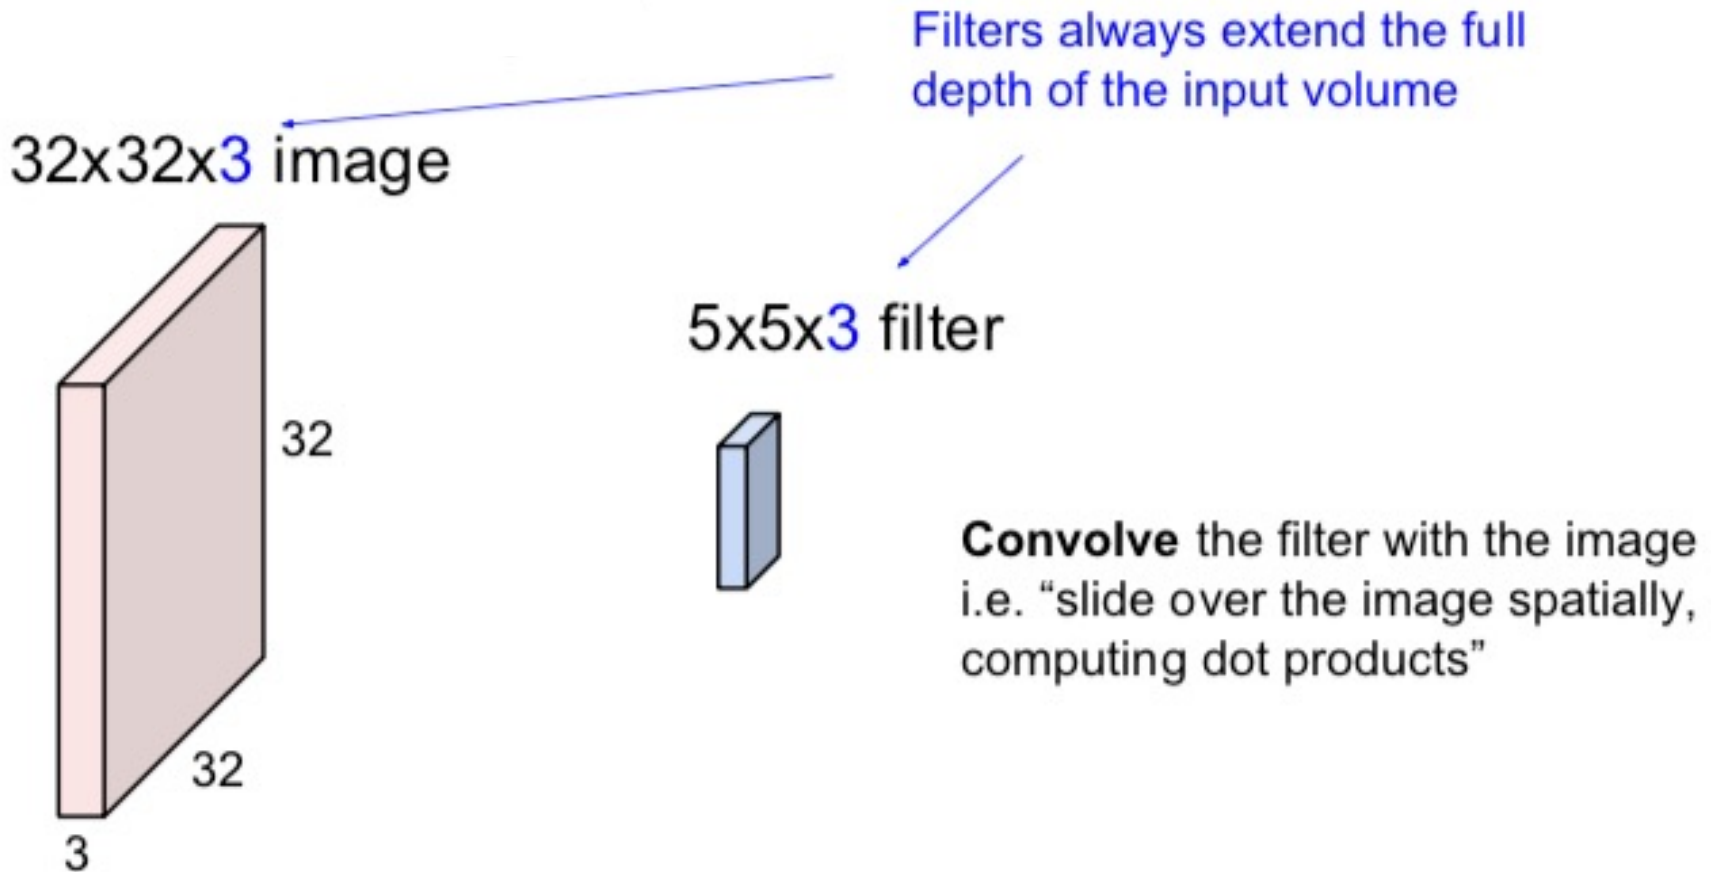 Filters always extend the full
depth of the input volume
32x32x3 image
5x5x3 filter
32
32
3
Convolve the filter with the image
i.e. “slide over the image spatially,
computing dot products”